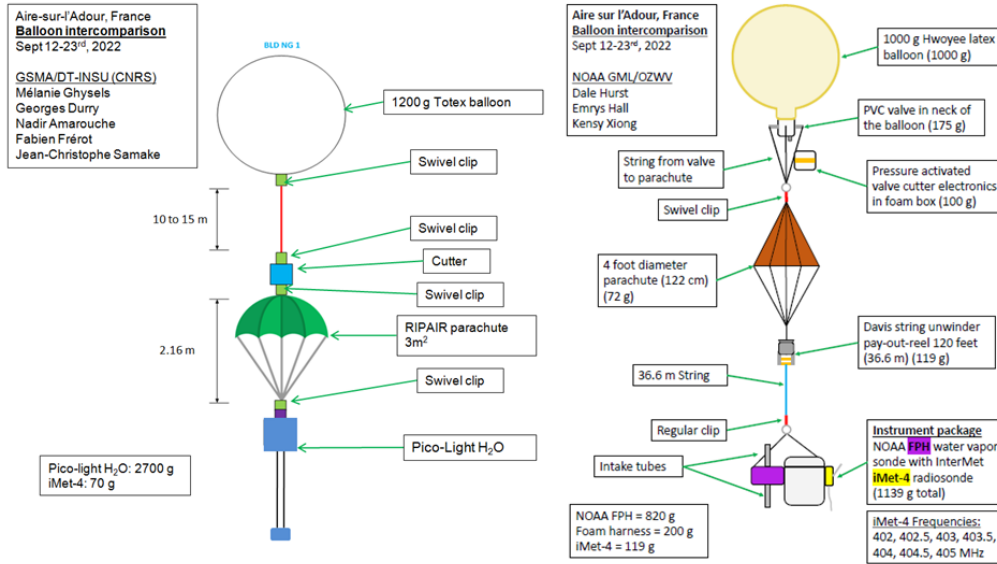 Aire-sur-l'Adour, France
Balloon intercomparison
Sept 12-23rd, 2022
GSMA/DT-INSU (CNRS)
Mélanie Ghysels
Georges Durry
Nadir Amarouche
Fabien Frérot
Jean-Christophe Samake
BLD NG 1
1200 g Totex balloon
Swivel clip
10 to 15 m
Swivel clip
Cutter
Swivel clip
RIPAIR parachute
3m²
2.16 m
Swivel clip
Pico-Light H₂O
Pico-light H₂O: 2700 g
iMet-4: 70 g
Aire sur l'Adour, France
Balloon intercomparison
Sept 12-23rd, 2022
NOAA GML/OZWV
Dale Hurst
Emrys Hall
Kensy Xiong
1000 g Hwoyee latex
balloon (1000 g)
PVC valve in neck of
the balloon (175 g)
String from valve
to parachute
Pressure activated
valve cutter electronics
in foam box (100 g)
Swivel clip
4 foot diameter
parachute (122 cm)
(72 g)
Davis string unwinder
pay-out-reel 120 feet
(36.6 m) (119 g)
36.6 m String
Regular clip
Intake tubes
Instrument package
NOAA FPH water vapor
sonde with InterMet
iMet-4 radiosonde
(1139 g total)
NOAA FPH = 820 g
Foam harness = 200 g
iMet-4 = 119 g
iMet-4 Frequencies:
402, 402.5, 403, 403.5,
404, 404.5, 405 MHz